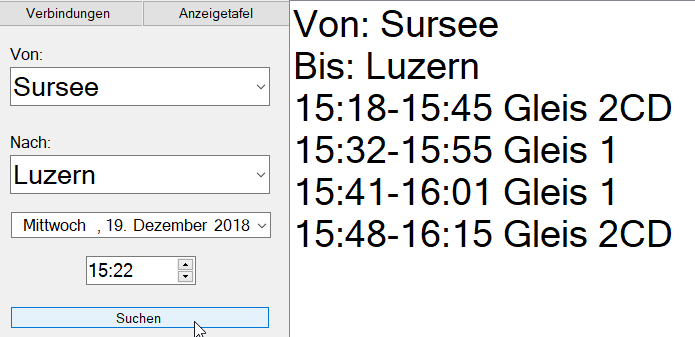 Verbindungen
Anzeigetafel
Von:
Sursee
Nach:
Luzern
Mittwoch , 19. Dezember 2018
15:22
Suchen
Von: Sursee
Bis: Luzern
15:18-15:45 Gleis 2CD
15:32-15:55 Gleis 1
15:41-16:01 Gleis 1
15:48-16:15 Gleis 2CD